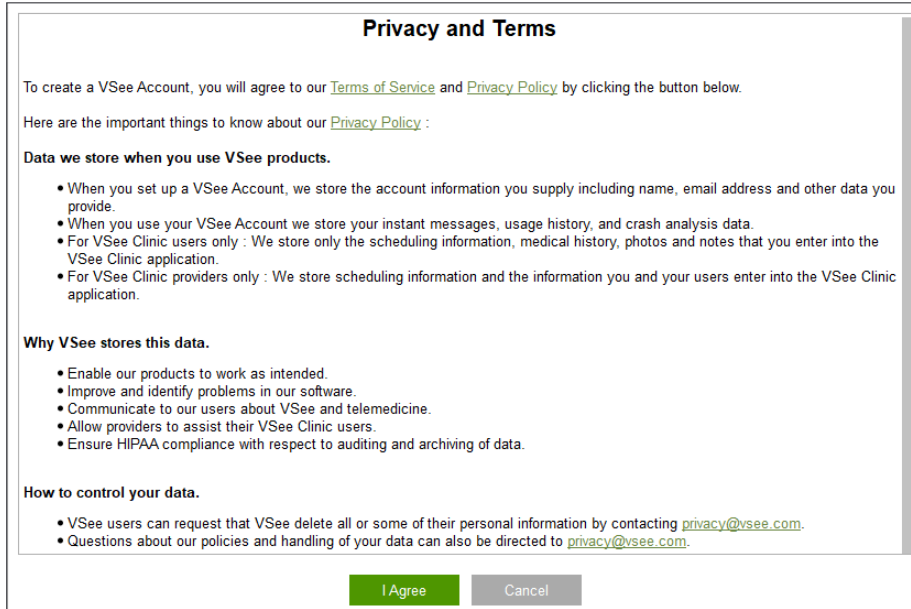 Privacy and Terms
To create a VSee Account, you will agree to our Terms of Service and Privacy Policy by clicking the button below.
Here are the important things to know about our Privacy Policy :
Data we store when you use VSee products.
• When you set up a VSee Account, we store the account information you supply including name, email address and other data you
provide.
• When you use your VSee Account we store your instant messages, usage history, and crash analysis data.
• For VSee Clinic users only : We store only the scheduling information, medical history, photos and notes that you enter into the
VSee Clinic application.
• For VSee Clinic providers only : We store scheduling information and the information you and your users enter into the VSee Clinic
application.
Why VSee stores this data.
• Enable our products to work as intended.
• Improve and identify problems in our software.
• Communicate to our users about VSee and telemedicine.
• Allow providers to assist their VSee Clinic users.
• Ensure HIPAA compliance with respect to auditing and archiving of data.
How to control your data.
• VSee users can request that VSee delete all or some of their personal information by contacting privacy@vsee.com.
• Questions about our policies and handling of your data can also be directed to privacy@vsee.com.
I Agree
Cancel